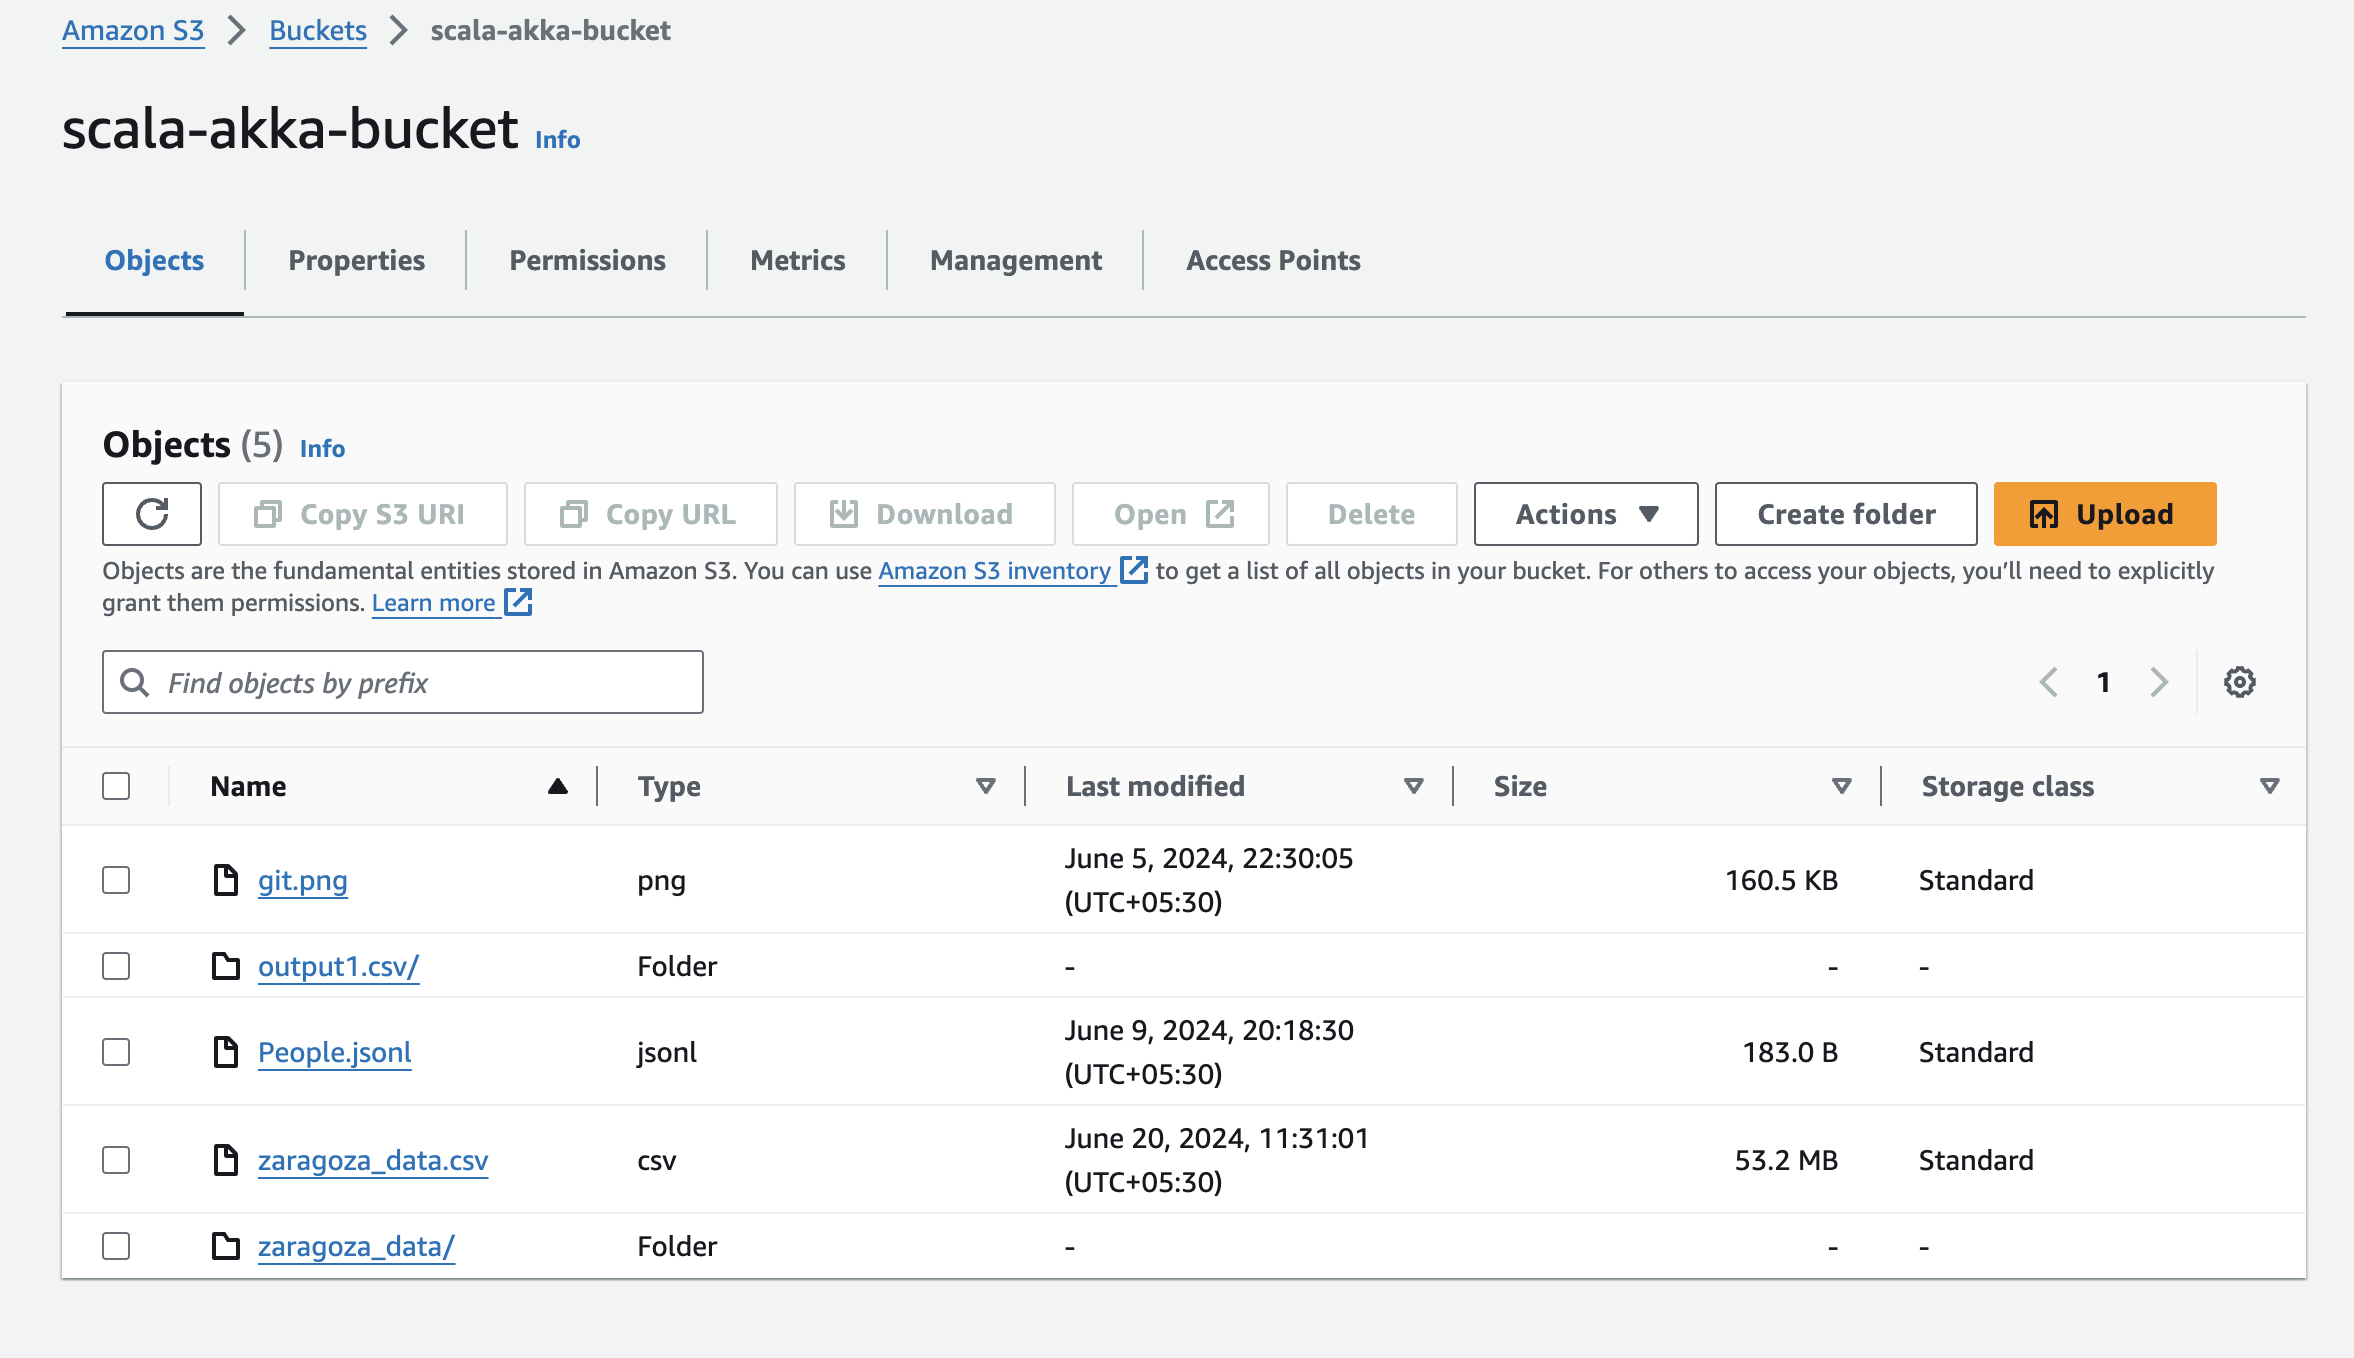 Amazon S3 > Buckets > scala-akka-bucket
scala-akka-bucket Info
Objects Properties Permissions Metrics Management Access Points
Objects (5) Info
Copy S3 URI Copy URL Download Open Delete Actions Create folder Upload
Objects are the fundamental entities stored in Amazon S3. You can use Amazon S3 inventory to get a list of all objects in your bucket. For others to access your objects, you’ll need to explicitly
grant them permissions. Learn more
Find objects by prefix 1
Name Type Last modified Size Storage class
git.png png June 5, 2024, 22:30:05 160.5 KB Standard
(UTC+05:30)
output1.csv/ Folder - - -
People.jsonl jsonl June 9, 2024, 20:18:30 183.0 B Standard
(UTC+05:30)
zaragoza_data.csv csv June 20, 2024, 11:31:01 53.2 MB Standard
(UTC+05:30)
zaragoza_data/ Folder - - -